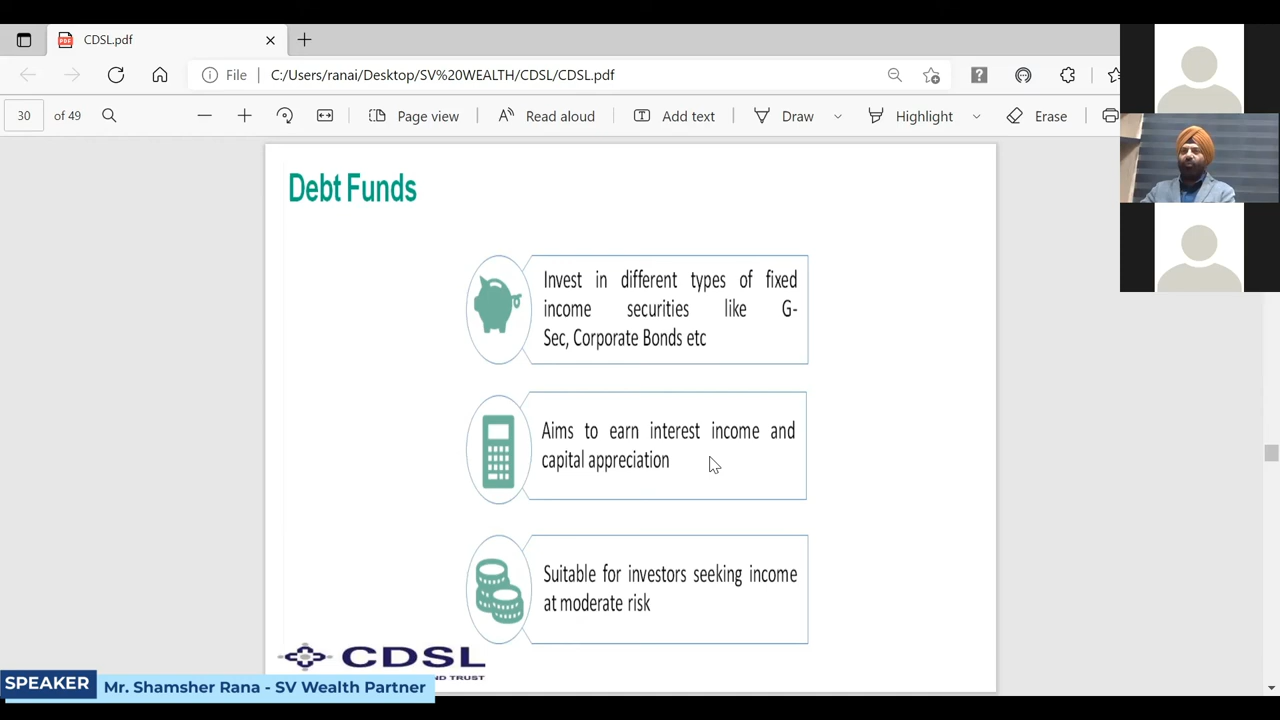 CDSL.pdf
File
C:/Users/ranai/Desktop/SV%20WEALTH/CDSL/CDSL.pdf
30
of 49
Page view
Read aloud
Add text
Draw
Highlight
Erase
Debt Funds
Invest in different types of fixed
income securities like G-
Sec, Corporate Bonds etc
Aims to earn interest income and
capital appreciation
Suitable for investors seeking income
at moderate risk
CDSL
ND TRUST
SPEAKER
Mr. Shamsher Rana - SV Wealth Partner